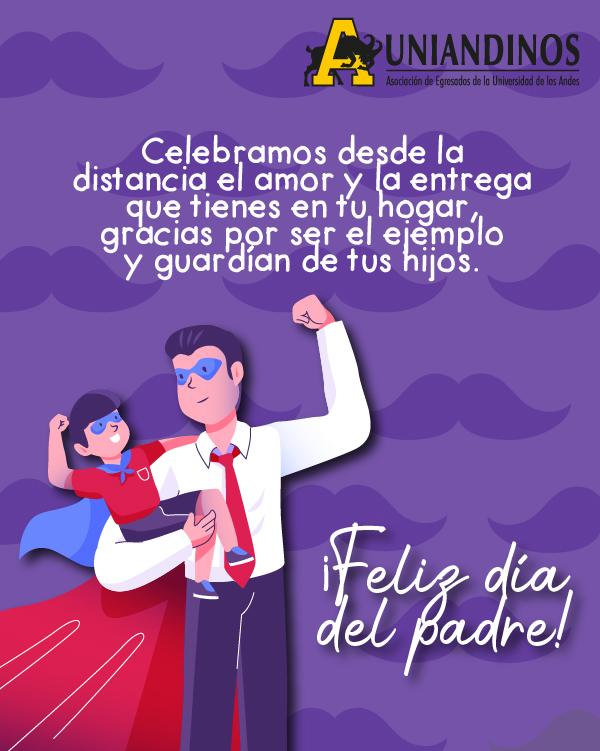 A UNIANDINOS
Asociación de Egresados de la Universidad de los Andes
Celebramos desde la
distancia el amor y la entrega
que tienes en tu hogar,
gracias por ser el ejemplo
y guardían de tus hijos.
¡Feliz día
del padre!